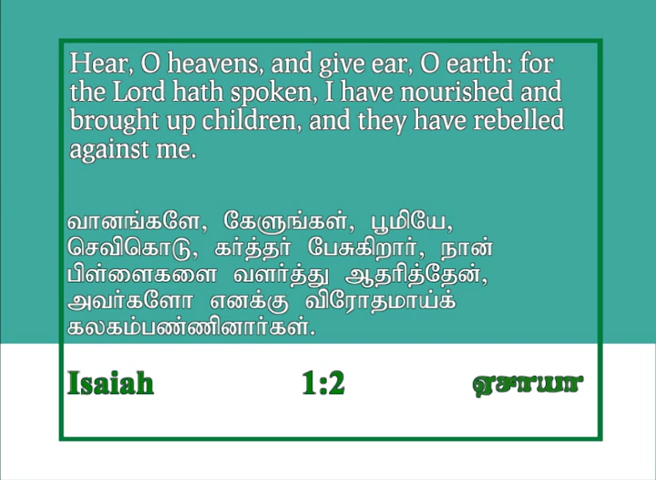 Hear, O heavens, and give ear, O earth: for
the Lord hath spoken, I have nourished and
brought up children, and they have rebelled
against me.
வானங்களே, கேளுங்கள், பூமியே,
செவிகொடு, கர்த்தர் பேசுகிறார், நான்
பிள்ளைகளை வளர்த்து ஆதரித்தேன்,
அவர்களோ எனக்கு விரோதமாய்க்
கலகம்பண்ணினார்கள்.
Isaiah 1:2 ஏசாயா